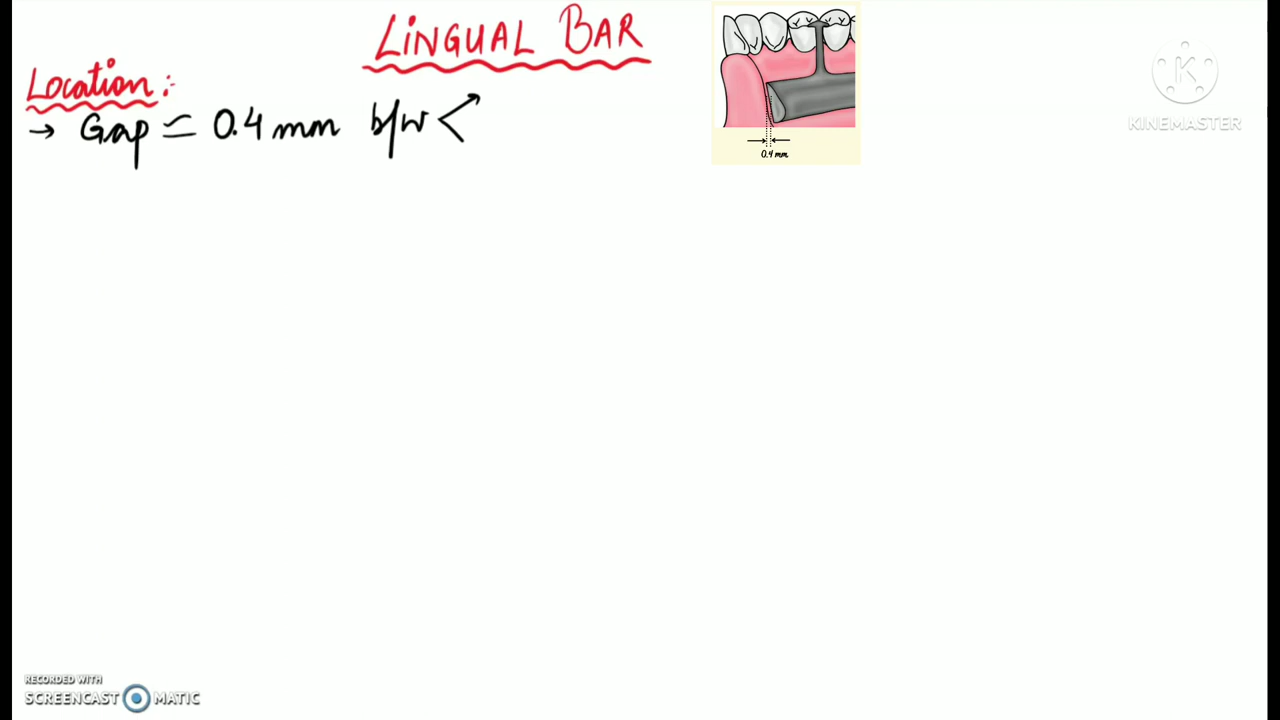 LINGUAL BAR
Location :-
→ Gap = 0.4 mm b/w <
0.4 mm
K
KINEMASTER
RECORDED WITH
SCREENCAST MATIC